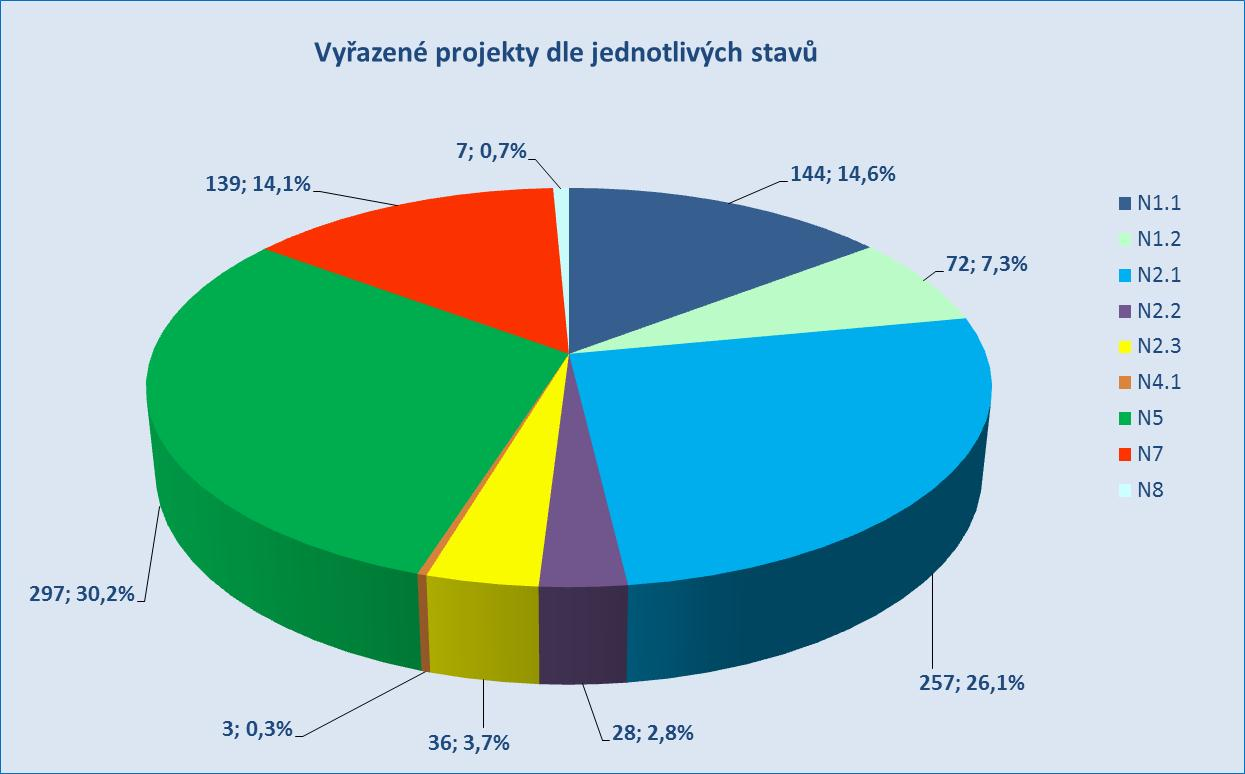 Vyřazené projekty dle jednotlivých stavů
7; 0,7%
139; 14,1%
144; 14,6%
72; 7,3%
297; 30,2%
257; 26,1%
3; 0,3%
36; 3,7%
28; 2,8%
N1.1
N1.2
N2.1
N2.2
N2.3
N4.1
N5
N7
N8